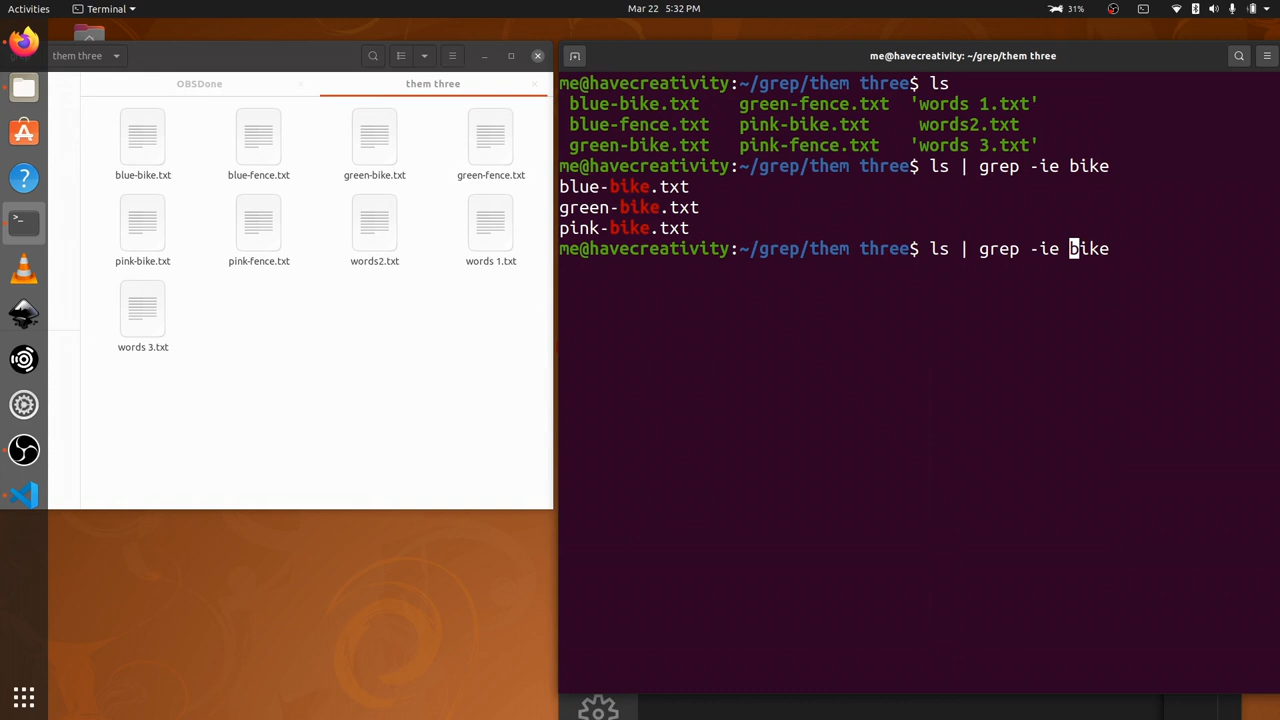 Activities
Terminal
Mar 22 5:32 PM
31%
them three
OBSDone
them three
blue-bike.txt
blue-fence.txt
green-bike.txt
green-fence.txt
pink-bike.txt
pink-fence.txt
words2.txt
words 1.txt
words 3.txt
me@havecreativity: ~/grep/them three
me@havecreativity:~/grep/them three$ ls
blue-bike.txt green-fence.txt 'words 1.txt'
blue-fence.txt pink-bike.txt words2.txt
green-bike.txt pink-fence.txt 'words 3.txt'
me@havecreativity:~/grep/them three$ ls | grep -ie bike
blue-bike.txt
green-bike.txt
pink-bike.txt
me@havecreativity:~/grep/them three$ ls | grep -ie bike